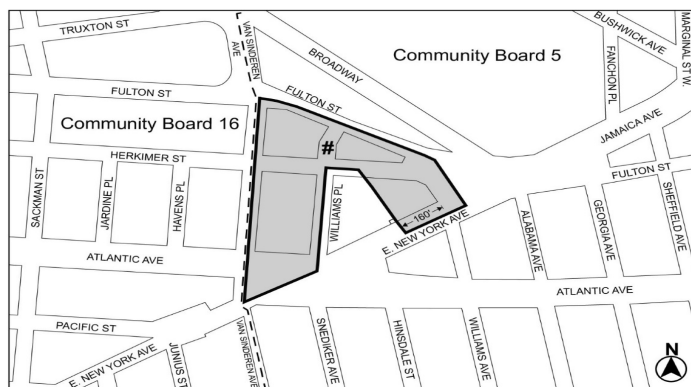 TRUXTON ST
VAN SINDEREN
AVE
BROADWAY
Community Board 5
BUSHWICK AVE
MARGINAL ST W.
FANCHON PL
FULTON ST
FULTON ST
JAMAICA AVE
Community Board 16
#
HERKIMER ST
FULTON ST
SACKMAN ST
JARDINE PL
HAVENS PL
WILLIAMS PL
160'
E. NEW YORK AVE
ALABAMA AVE
GEORGIA AVE
SHEFFIELD AVE
ATLANTIC AVE
ATLANTIC AVE
PACIFIC ST
E. NEW YORK AVE
JUNIUS ST
VAN SINDEREN AVE
SNEDIKER AVE
HINSDALE ST
WILLIAMS AVE
N